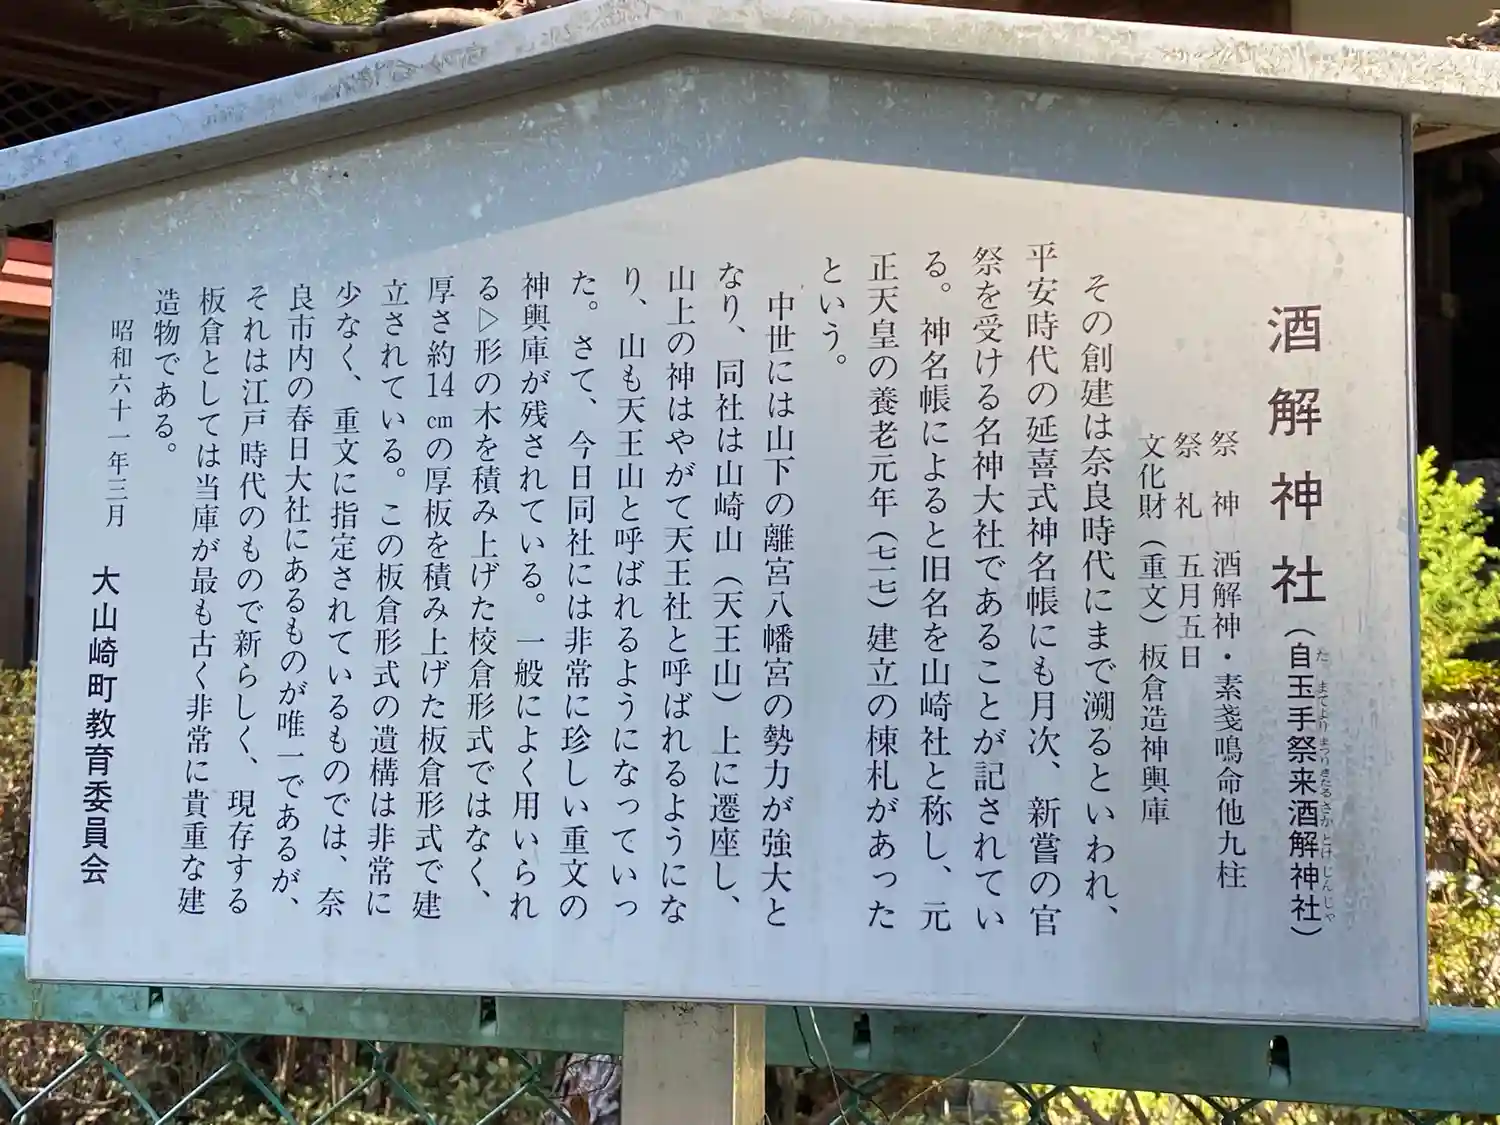 酒解神社（自玉手祭来酒解神社）
たまでよりまつりきたるさかとけじんじゃ
祭　神　酒解神・素戔嗚命他九柱
祭　礼　五月五日
文化財（重文）板倉造神輿庫
その創建は奈良時代にまで溯るといわれ、
平安時代の延喜式神名帳にも月次、新嘗の官
祭を受ける名神大社であることが記されてい
る。神名帳によると旧名を山崎社と称し、元
正天皇の養老元年（七一七）建立の棟札があった
という。
中世には山下の離宮八幡宮の勢力が強大と
なり、同社は山崎山（天王山）上に遷座し、
山上の神はやがて天王社と呼ばれるようにな
り、山も天王山と呼ばれるようになっていっ
た。さて、今日同社には非常に珍しい重文の
神輿庫が残されている。一般によく用いられ
る▷形の木を積み上げた校倉形式ではなく、
厚さ約14㎝の厚板を積み上げた板倉形式で建
立されている。この板倉形式の遺構は非常に
少なく、重文に指定されているものでは、奈
良市内の春日大社にあるものが唯一であるが、
それは江戸時代のもので新らしく、現存する
板倉としては当庫が最も古く非常に貴重な建
造物である。
昭和六十一年三月
大山崎町教育委員会